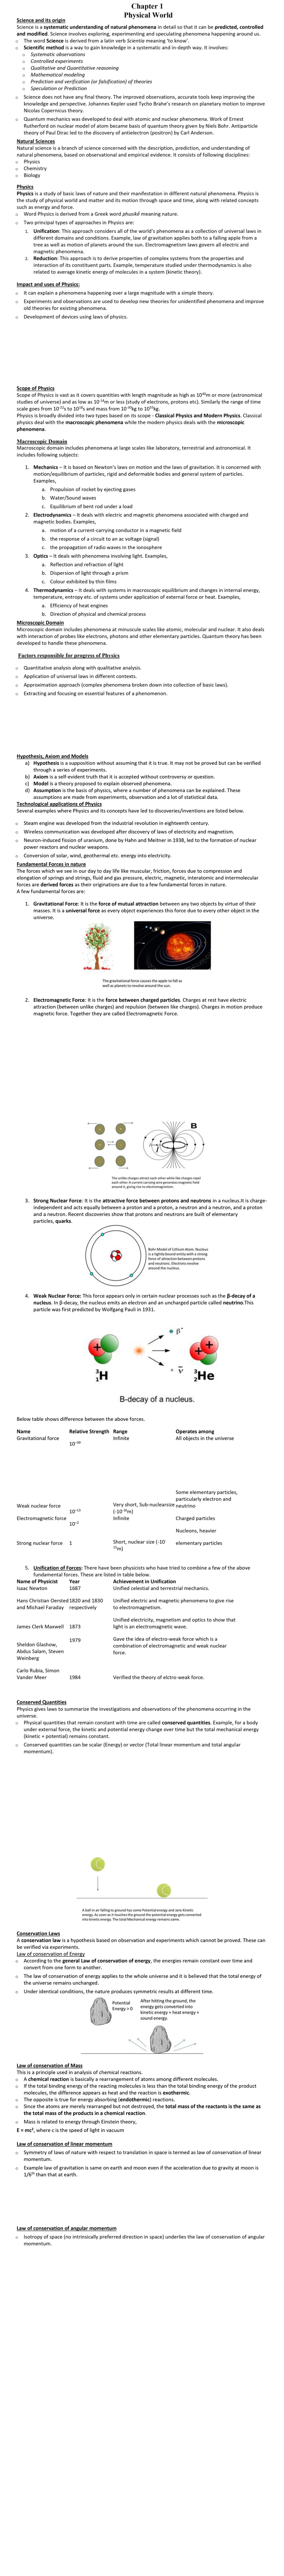 Chapter 1
Physical World
Science and its origin
Science is a systematic understanding of natural phenomena in detail so that it can be predicted, controlled
and modified. Science involves exploring, experimenting and speculating phenomena happening around us.
o The word Science is derived from a latin verb Scientia meaning 'to know'.
o Scientific method is a way to gain knowledge in a systematic and in-depth way. It involves:
o Systematic observations
o Controlled experiments
o Qualitative and Quantitative reasoning
o Mathematical modeling
o Prediction and verification (or falsification) of theories
o Speculation or Prediction
o Science does not have any final theory. The improved observations, accurate tools keep improving the
knowledge and perspective. Johannes Kepler used Tycho Brahe's research on planetary motion to improve
Nicolas Copernicus theory.
o Quantum mechanics was developed to deal with atomic and nuclear phenomena. Work of Ernest
Rutherford on nuclear model of atom became basis of quantum theory given by Niels Bohr. Antiparticle
theory of Paul Dirac led to the discovery of antielectron (positron) by Carl Anderson.
Natural Sciences
Natural science is a branch of science concerned with the description, prediction, and understanding of
natural phenomena, based on observational and empirical evidence. It consists of following disciplines:
o Physics
o Chemistry
o Biology
Physics
Physics is a study of basic laws of nature and their manifestation in different natural phenomena. Physics is
the study of physical world and matter and its motion through space and time, along with related concepts
such as energy and force.
o Word Physics is derived from a Greek word phusikḗ meaning nature.
o Two principal types of approaches in Physics are:
1. Unification: This approach considers all of the world's phenomena as a collection of universal laws in
different domains and conditions. Example, law of gravitation applies both to a falling apple from a
tree as well as motion of planets around the sun. Electromagnetism laws govern all electric and
magnetic phenomena.
2. Reduction: This approach is to derive properties of complex systems from the properties and
interaction of its constituent parts. Example, temperature studied under thermodynamics is also
related to average kinetic energy of molecules in a system (kinetic theory).
Impact and uses of Physics:
o It can explain a phenomena happening over a large magnitude with a simple theory.
o Experiments and observations are used to develop new theories for unidentified phenomena and improve
old theories for existing phenomena.
o Development of devices using laws of physics.
Scope of Physics
Scope of Physics is vast as it covers quantities with length magnitude as high as 10⁴⁰m or more (astronomical
studies of universe) and as low as 10⁻¹⁴m or less (study of electrons, protons etc). Similarly the range of time
scale goes from 10⁻²²s to 10¹⁸s and mass from 10⁻³⁰kg to 10⁵⁵kg.
Physics is broadly divided into two types based on its scope - Classical Physics and Modern Physics. Classical
physics deal with the macroscopic phenomena while the modern physics deals with the microscopic
phenomena.
Macroscopic Domain
Macroscopic domain includes phenomena at large scales like laboratory, terrestrial and astronomical. It
includes following subjects:
1. Mechanics – It is based on Newton's laws on motion and the laws of gravitation. It is concerned with
motion/equilibrium of particles, rigid and deformable bodies and general system of particles.
Examples,
a. Propulsion of rocket by ejecting gases
b. Water/Sound waves
c. Equilibrium of bent rod under a load
2. Electrodynamics – It deals with electric and magnetic phenomena associated with charged and
magnetic bodies. Examples,
a. motion of a current-carrying conductor in a magnetic field
b. the response of a circuit to an ac voltage (signal)
c. the propagation of radio waves in the ionosphere
3. Optics – It deals with phenomena involving light. Examples,
a. Reflection and refraction of light
b. Dispersion of light through a prism
c. Colour exhibited by thin films
4. Thermodynamics – It deals with systems in macroscopic equilibrium and changes in internal energy,
temperature, entropy etc. of systems under application of external force or heat. Examples,
a. Efficiency of heat engines
b. Direction of physical and chemical process
Microscopic Domain
Microscopic domain includes phenomena at minuscule scales like atomic, molecular and nuclear. It also deals
with interaction of probes like electrons, photons and other elementary particles. Quantum theory has been
developed to handle these phenomena.
Factors responsible for progress of Physics
o Quantitative analysis along with qualitative analysis.
o Application of universal laws in different contexts.
o Approximation approach (complex phenomena broken down into collection of basic laws).
o Extracting and focusing on essential features of a phenomenon.
Hypothesis, Axiom and Models
a) Hypothesis is a supposition without assuming that it is true. It may not be proved but can be verified
through a series of experiments.
b) Axiom is a self-evident truth that it is accepted without controversy or question.
c) Model is a theory proposed to explain observed phenomena.
d) Assumption is the basis of physics, where a number of phenomena can be explained. These
assumptions are made from experiments, observation and a lot of statistical data.
Technological applications of Physics
Several examples where Physics and its concepts have led to discoveries/inventions are listed below.
o Steam engine was developed from the industrial revolution in eighteenth century.
o Wireless communication was developed after discovery of laws of electricity and magnetism.
o Neuron-induced fission of uranium, done by Hahn and Meitner in 1938, led to the formation of nuclear
power reactors and nuclear weapons.
o Conversion of solar, wind, geothermal etc. energy into electricity.
Fundamental Forces in nature
The forces which we see in our day to day life like muscular, friction, forces due to compression and
elongation of springs and strings, fluid and gas pressure, electric, magnetic, interatomic and intermolecular
forces are derived forces as their originations are due to a few fundamental forces in nature.
A few fundamental forces are:
1. Gravitational Force: It is the force of mutual attraction between any two objects by virtue of their
masses. It is a universal force as every object experiences this force due to every other object in the
universe.
The gravitational force causes the apple to fall as
well as planets to revolve around the sun.
2. Electromagnetic Force: It is the force between charged particles. Charges at rest have electric
attraction (between unlike charges) and repulsion (between like charges). Charges in motion produce
magnetic force. Together they are called Electromagnetic Force.
B
The unlike charges attract each other while like charges repel
each other. A current carrying wire generates magnetic field
around it, giving rise to electromagnetism.
3. Strong Nuclear Force: It is the attractive force between protons and neutrons in a nucleus.It is charge-
independent and acts equally between a proton and a proton, a neutron and a neutron, and a proton
and a neutron. Recent discoveries show that protons and neutrons are built of elementary
particles, quarks.
Bohr Model of Lithium Atom. Nucleus
is a tightly bound entity with a strong
force of attraction between protons
and neutrons. Electrons revolve
around the nucleus.
4. Weak Nuclear Force: This force appears only in certain nuclear processes such as the β-decay of a
nucleus. In β-decay, the nucleus emits an electron and an uncharged particle called neutrino.This
particle was first predicted by Wolfgang Pauli in 1931.
β⁻
³₁H
ν̅
³₂He
B-decay of a nucleus.
Below table shows difference between the above forces.
Name Relative Strength Range Operates among
Gravitational force 10⁻³⁹ Infinite All objects in the universe
Weak nuclear force 10⁻¹³ Very short, Sub-nuclearsize (-10⁻¹⁶m) Some elementary particles, particularly electron and neutrino
Electromagnetic force 10⁻² Infinite Charged particles
Strong nuclear force 1 Short, nuclear size (-10⁻¹⁵m) Nucleons, heavier elementary particles
5. Unification of Forces: There have been physicists who have tried to combine a few of the above
fundamental forces. These are listed in table below.
Name of Physicist Year Achievement in Unification
Isaac Newton 1687 Unified celestial and terrestrial mechanics.
Hans Christian Oersted and Michael Faraday 1820 and 1830 respectively Unified electric and magnetic phenomena to give rise to electromagnetism.
James Clerk Maxwell 1873 Unified electricity, magnetism and optics to show that light is an electromagnetic wave.
Sheldon Glashow, Abdus Salam, Steven Weinberg 1979 Gave the idea of electro-weak force which is a combination of electromagnetic and weak nuclear force.
Carlo Rubia, Simon Vander Meer 1984 Verified the theory of elctro-weak force.
Conserved Quantities
Physics gives laws to summarize the investigations and observations of the phenomena occurring in the
universe.
o Physical quantities that remain constant with time are called conserved quantities. Example, for a body
under external force, the kinetic and potential energy change over time but the total mechanical energy
(kinetic + potential) remains constant.
o Conserved quantities can be scalar (Energy) or vector (Total linear momentum and total angular
momentum).
A ball in air falling to ground has some Potential energy and zero Kinetic
energy. As soon as it touches the ground the potential energy gets converted
into kinetic energy. The total Mechanical energy remains same.
Conservation Laws
A conservation law is a hypothesis based on observation and experiments which cannot be proved. These can
be verified via experiments.
Law of conservation of Energy
o According to the general Law of conservation of energy, the energies remain constant over time and
convert from one form to another.
o The law of conservation of energy applies to the whole universe and it is believed that the total energy of
the universe remains unchanged.
o Under identical conditions, the nature produces symmetric results at different time.
Potential
Energy > 0
After hitting the ground, the
energy gets converted into
kinetic energy + heat energy +
sound energy.
Law of conservation of Mass
This is a principle used in analysis of chemical reactions.
o A chemical reaction is basically a rearrangement of atoms among different molecules.
o If the total binding energy of the reacting molecules is less than the total binding energy of the product
molecules, the difference appears as heat and the reaction is exothermic.
o The opposite is true for energy absorbing (endothermic) reactions.
o Since the atoms are merely rearranged but not destroyed, the total mass of the reactants is the same as
the total mass of the products in a chemical reaction.
o Mass is related to energy through Einstein theory,
E = mc², where c is the speed of light in vacuum
Law of conservation of linear momentum
o Symmetry of laws of nature with respect to translation in space is termed as law of conservation of linear
momentum.
o Example law of gravitation is same on earth and moon even if the acceleration due to gravity at moon is
1/6ᵗʰ than that at earth.
Law of conservation of angular momentum
o Isotropy of space (no intrinsically preferred direction in space) underlies the law of conservation of angular
momentum.